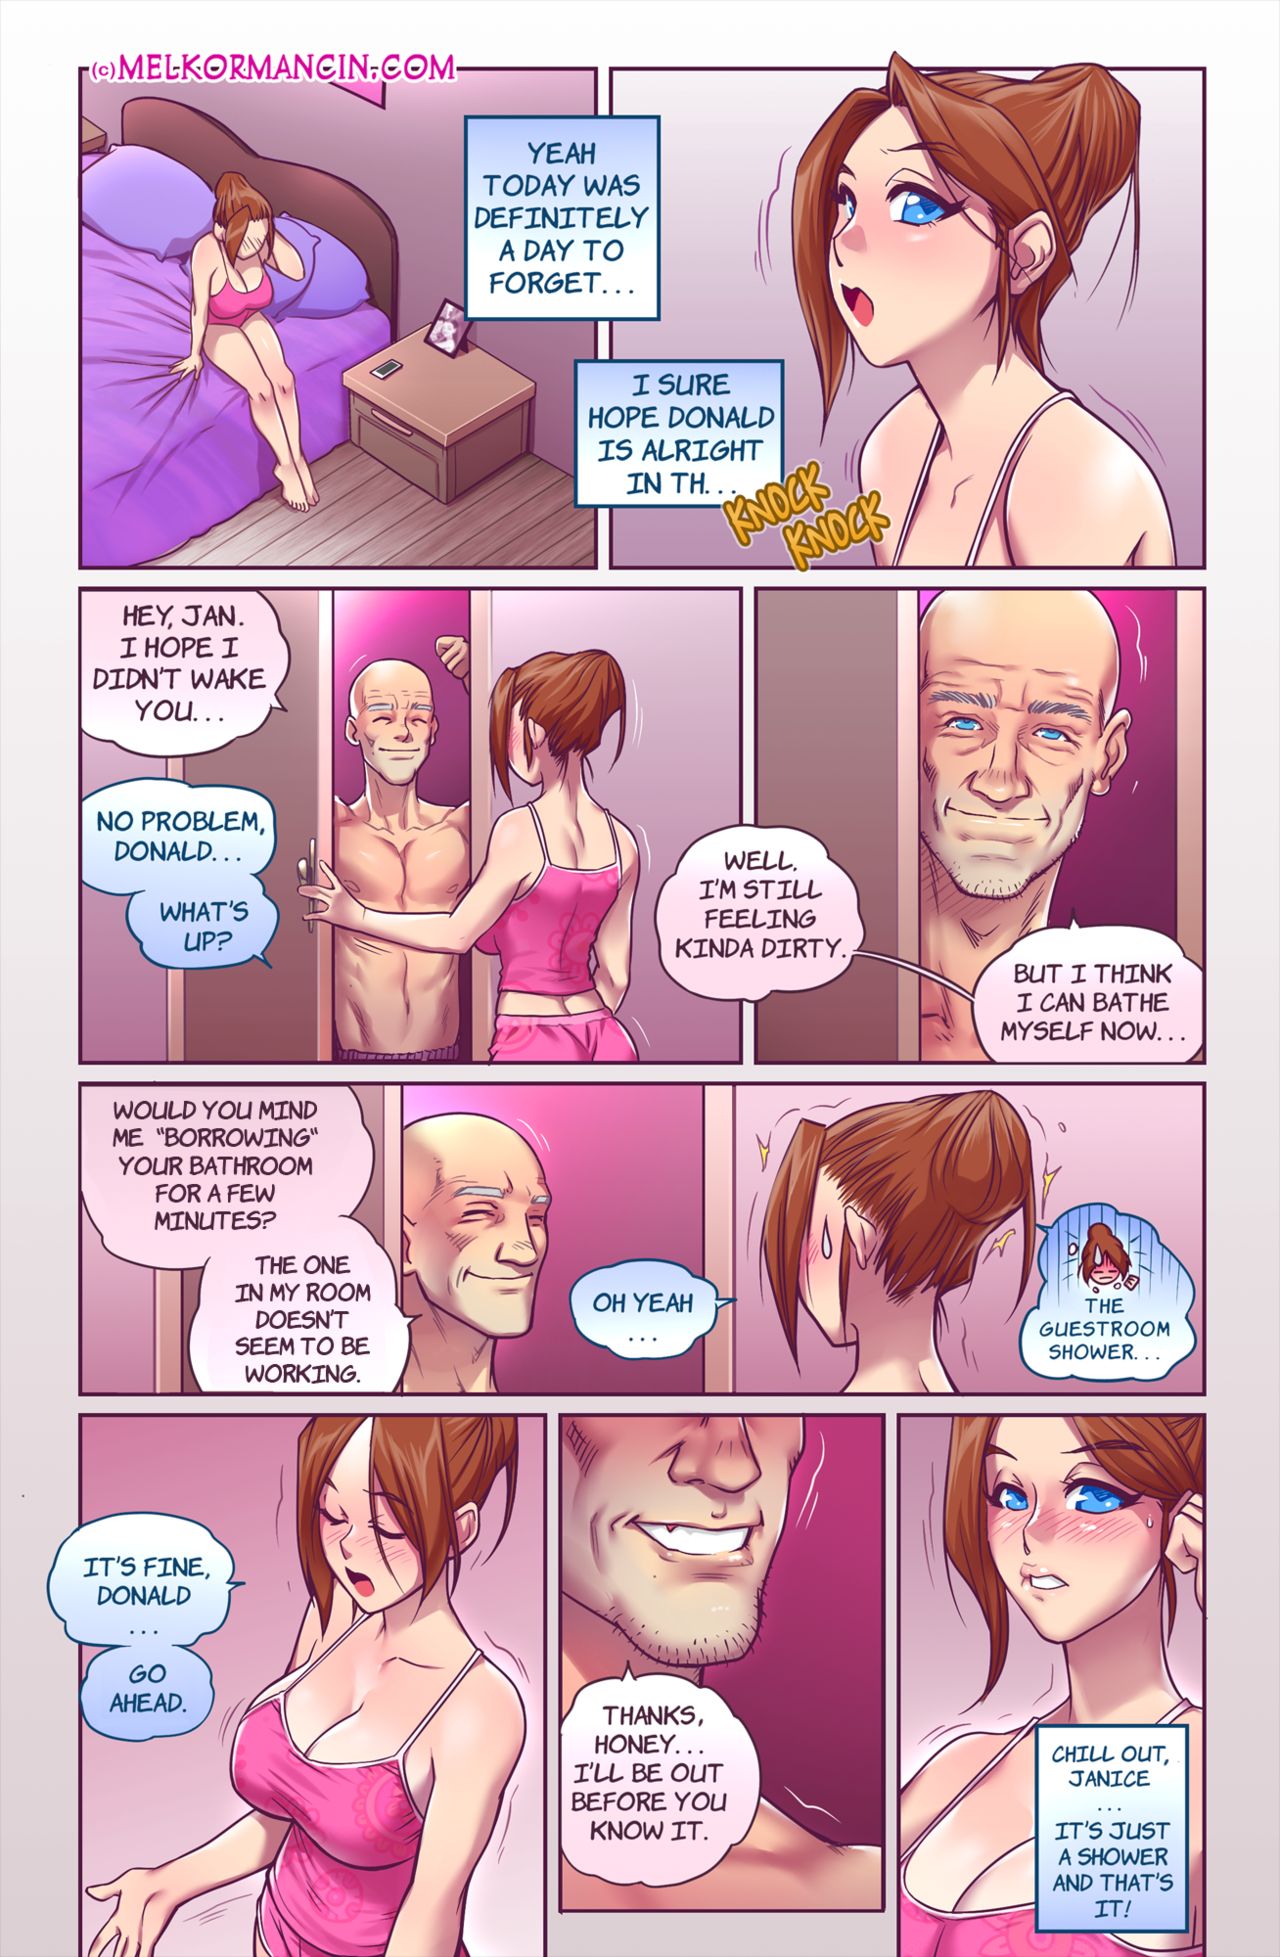 (c)MELKORMANCIN.COM
YEAH
TODAY WAS
DEFINITELY
A DAY TO
FORGET...
I SURE
HOPE DONALD
IS ALRIGHT
IN TH...
KNOCK
KNOCK
HEY, JAN.
I HOPE I
DIDN'T WAKE
YOU...
NO PROBLEM,
DONALD...
WHAT'S
UP?
WELL,
I'M STILL
FEELING
KINDA DIRTY.
BUT I THINK
I CAN BATHE
MYSELF NOW...
WOULD YOU MIND
ME "BORROWING"
YOUR BATHROOM
FOR A FEW
MINUTES?
THE ONE
IN MY ROOM
DOESN'T
SEEM TO BE
WORKING.
OH YEAH
...
THE
GUESTROOM
SHOWER...
IT'S FINE,
DONALD
...
GO
AHEAD.
THANKS,
HONEY...
I'LL BE OUT
BEFORE YOU
KNOW IT.
CHILL OUT,
JANICE
...
IT'S JUST
A SHOWER
AND THAT'S
IT!